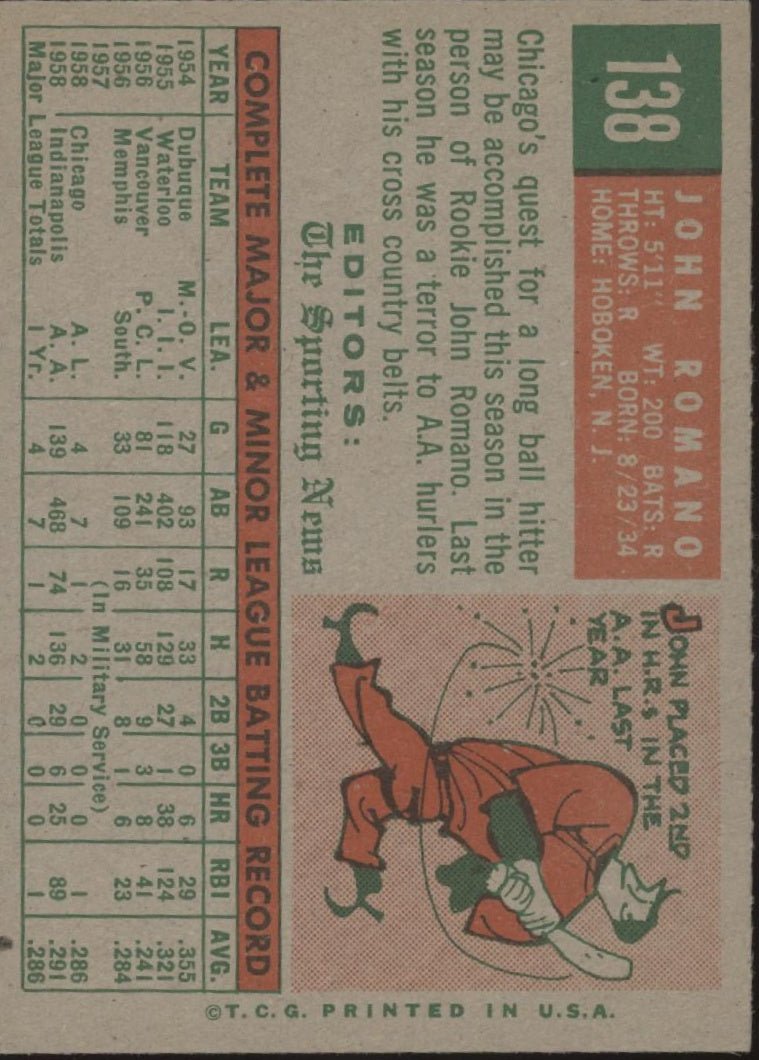 138
JOHN ROMANO
HT: 5'11" WT: 200 BATS: R
THROWS: R BORN: 8/23/34
HOME: HOBOKEN, N. J.
Chicago's quest for a long ball hitter
may be accomplished this season in the
person of Rookie John Romano. Last
season he was a terror to A.A. hurlers
with his cross country belts.
EDITORS:
The Sporting News
JOHN PLACED 2ND
IN H.R.s IN THE
A.A. LAST
YEAR
COMPLETE MAJOR & MINOR LEAGUE BATTING RECORD
YEAR TEAM LEA. G AB R H 2B 3B HR RBI AVG.
1954 Dubuque M.-O. V. 27 93 17 33 4 0 6 29 .355
1955 Waterloo I. I. I. 118 402 108 129 27 1 38 124 .321
1956 Vancouver P. C. L. 81 241 35 58 9 3 8 41 .241
1956 Memphis South. 33 109 16 31 8 1 6 23 .284
1957 (In Military Service)
1958 Chicago A. L. 4 7 1 2 0 0 0 1 .286
1958 Indianapolis A. A. 139 468 74 136 29 6 25 89 .291
Major League Totals 1 Yr. 4 7 1 2 0 0 0 1 .286
©T. C. G. PRINTED IN U.S.A.